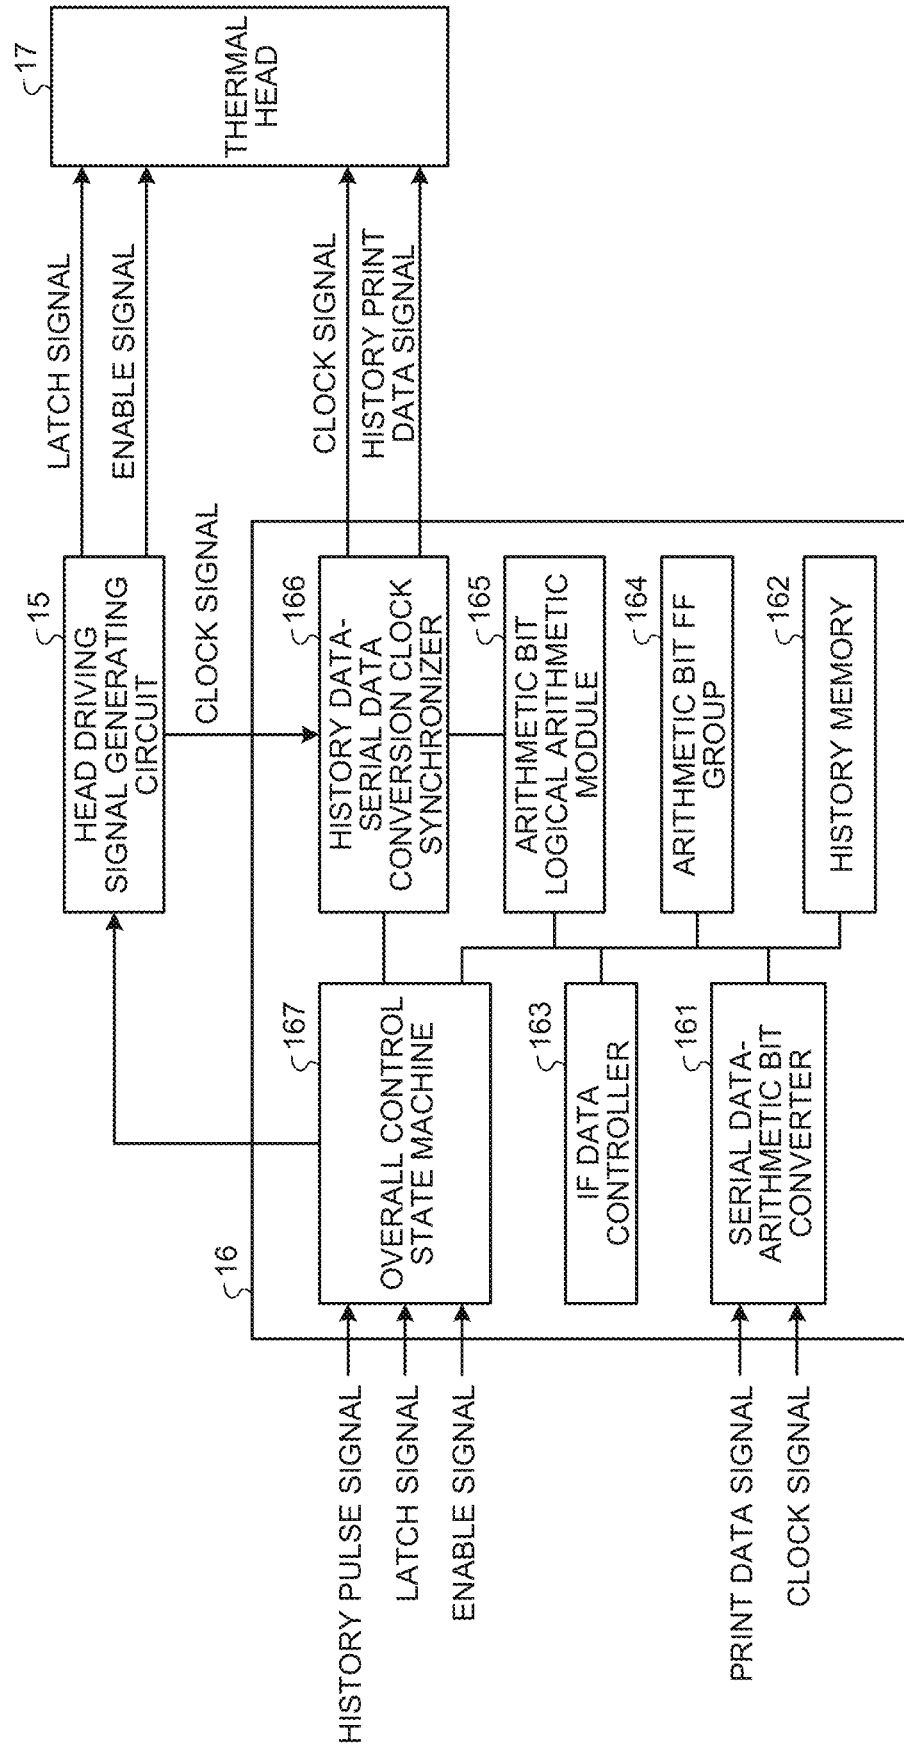 17
THERMAL
HEAD
LATCH SIGNAL
ENABLE SIGNAL
CLOCK SIGNAL
HISTORY PRINT
DATA SIGNAL
15
HEAD DRIVING
SIGNAL GENERATING
CIRCUIT
CLOCK SIGNAL
166
HISTORY DATA-
SERIAL DATA
CONVERSION CLOCK
SYNCHRONIZER
165
ARITHMETIC BIT
LOGICAL ARITHMETIC
MODULE
164
ARITHMETIC BIT FF
GROUP
162
HISTORY MEMORY
16
167
OVERALL CONTROL
STATE MACHINE
163
IF DATA
CONTROLLER
161
SERIAL DATA-
ARITHMETIC BIT
CONVERTER
HISTORY PULSE SIGNAL
LATCH SIGNAL
ENABLE SIGNAL
PRINT DATA SIGNAL
CLOCK SIGNAL